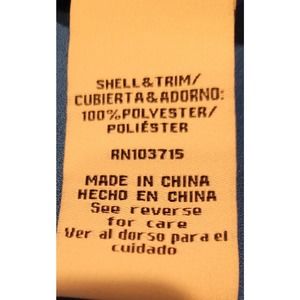 SHELL&TRIM/
CUBIERTA&ADORNO:
100%POLYESTER/
POLIÉSTER
RN103715
MADE IN CHINA
HECHO EN CHINA
See reverse
for care
Ver al dorso para el
cuidado